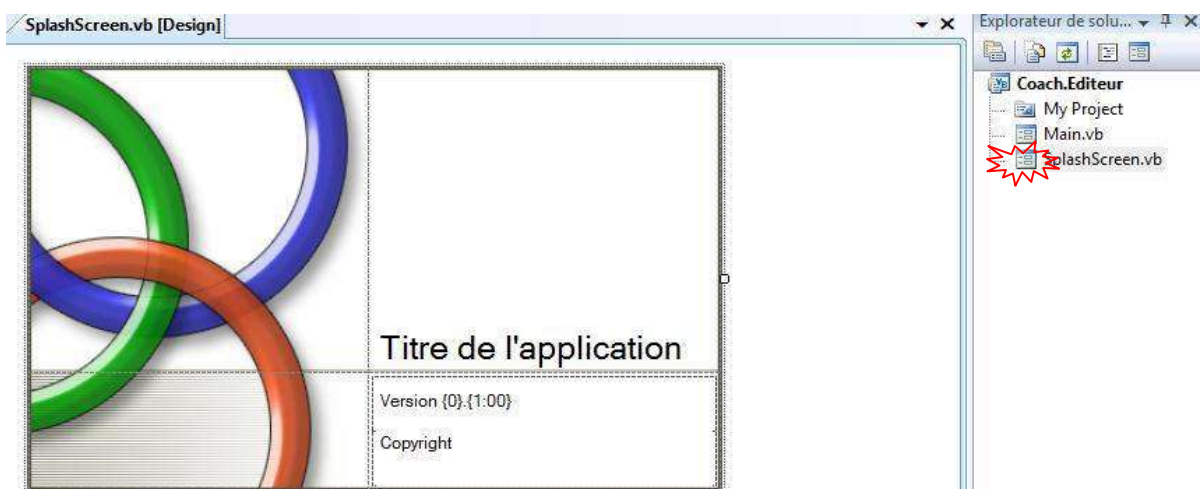 SplashScreen.vb [Design]
Titre de l'application
Version {0}.{1:00}
Copyright
Explorateur de solu...
Coach.Editeur
My Project
Main.vb
SplashScreen.vb